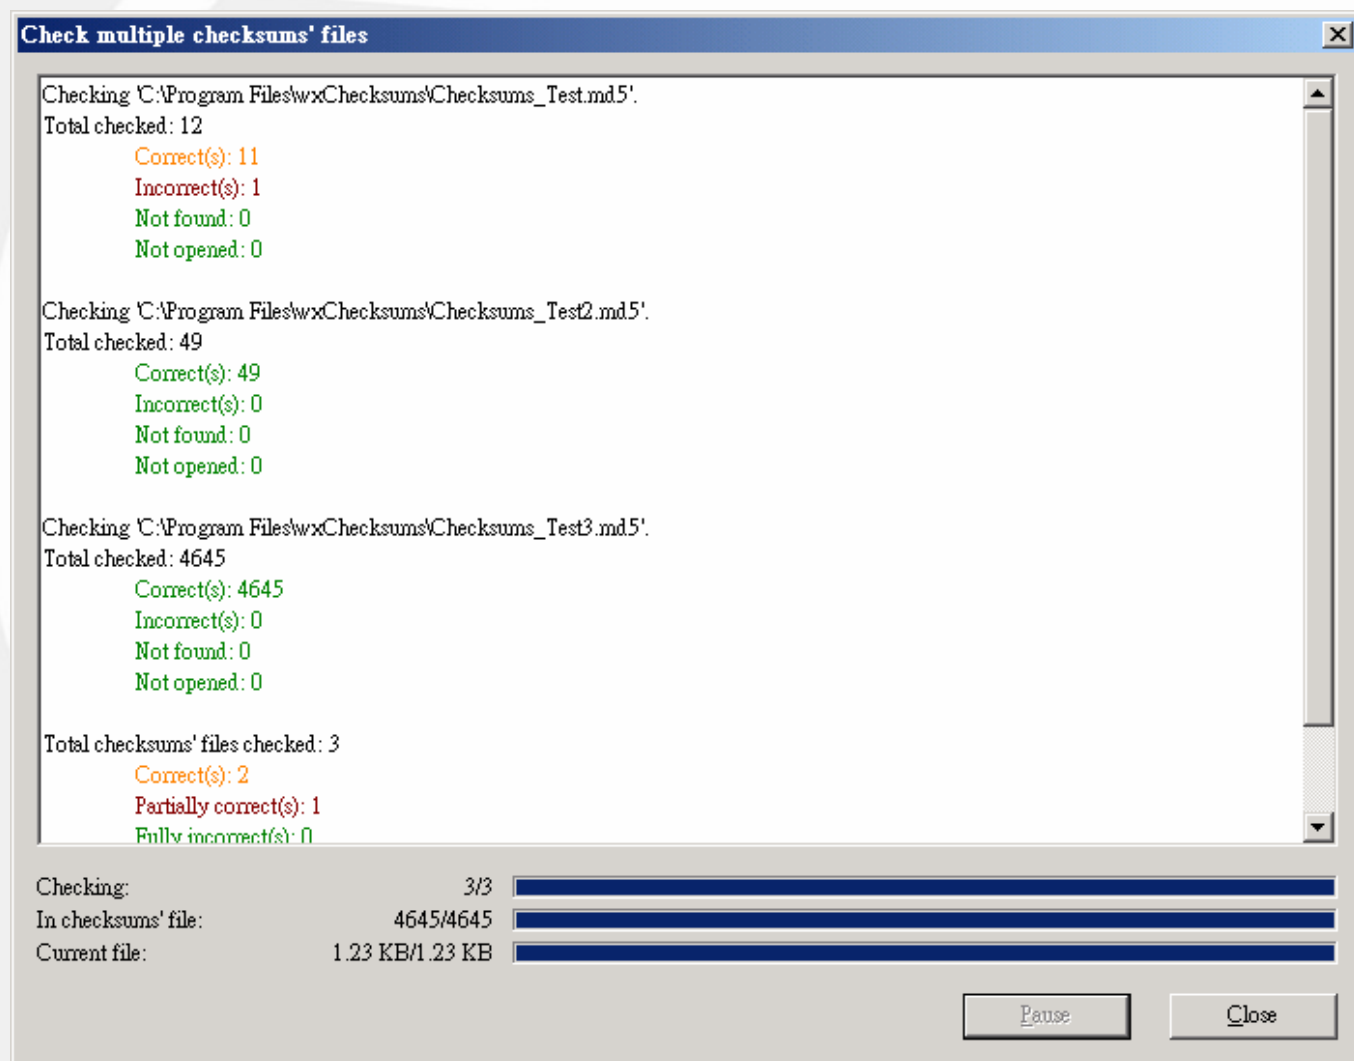 Check multiple checksums' files
Checking 'C:\Program Files\wxChecksums\Checksums_Test.md5'.
Total checked: 12
Correct(s): 11
Incorrect(s): 1
Not found: 0
Not opened: 0
Checking 'C:\Program Files\wxChecksums\Checksums_Test2.md5'.
Total checked: 49
Correct(s): 49
Incorrect(s): 0
Not found: 0
Not opened: 0
Checking 'C:\Program Files\wxChecksums\Checksums_Test3.md5'.
Total checked: 4645
Correct(s): 4645
Incorrect(s): 0
Not found: 0
Not opened: 0
Total checksums' files checked: 3
Correct(s): 2
Partially correct(s): 1
Fully incorrect(s): 0
Checking: 3/3
In checksums' file: 4645/4645
Current file: 1.23 KB/1.23 KB
Pause Close